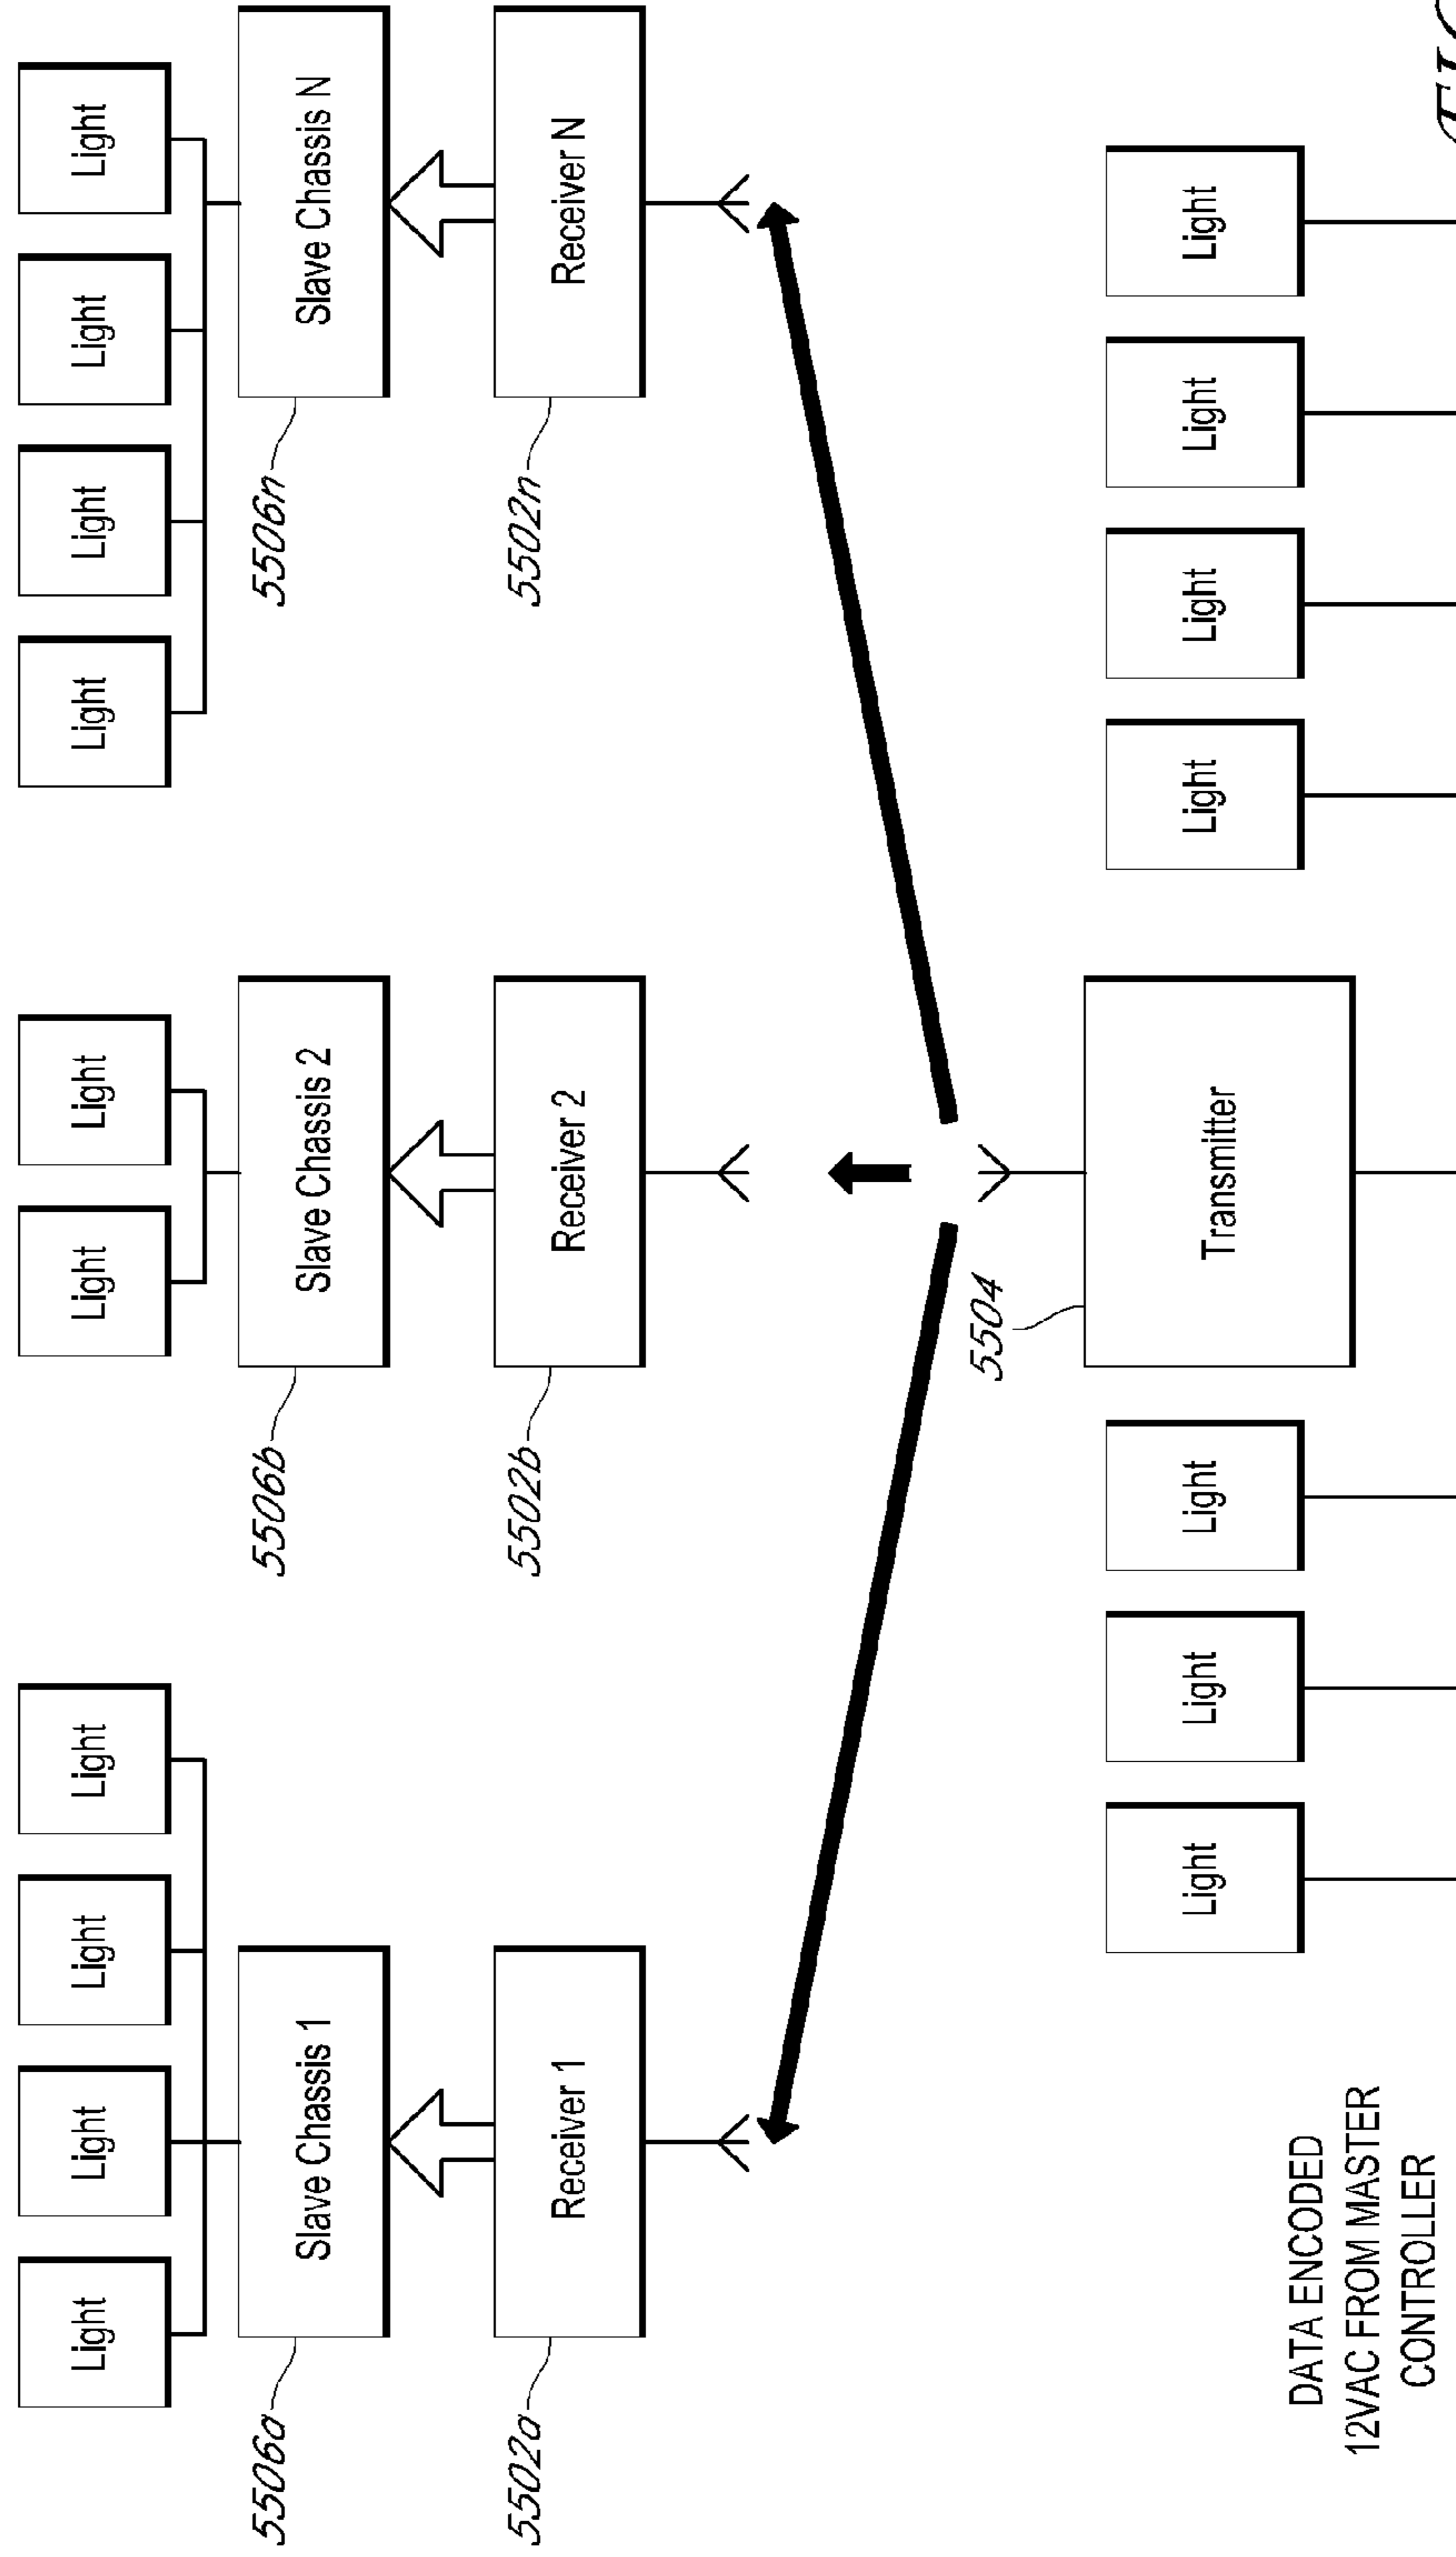 Light
Light
Light
Light
Light
Light
Light
Light
Light
Light
5506a
Slave Chassis 1
5506b
Slave Chassis 2
5506n
Slave Chassis N
5502a
Receiver 1
5502b
Receiver 2
5502n
Receiver N
5504
Light
Light
Light
Transmitter
Light
Light
Light
Light
DATA ENCODED
12VAC FROM MASTER
CONTROLLER